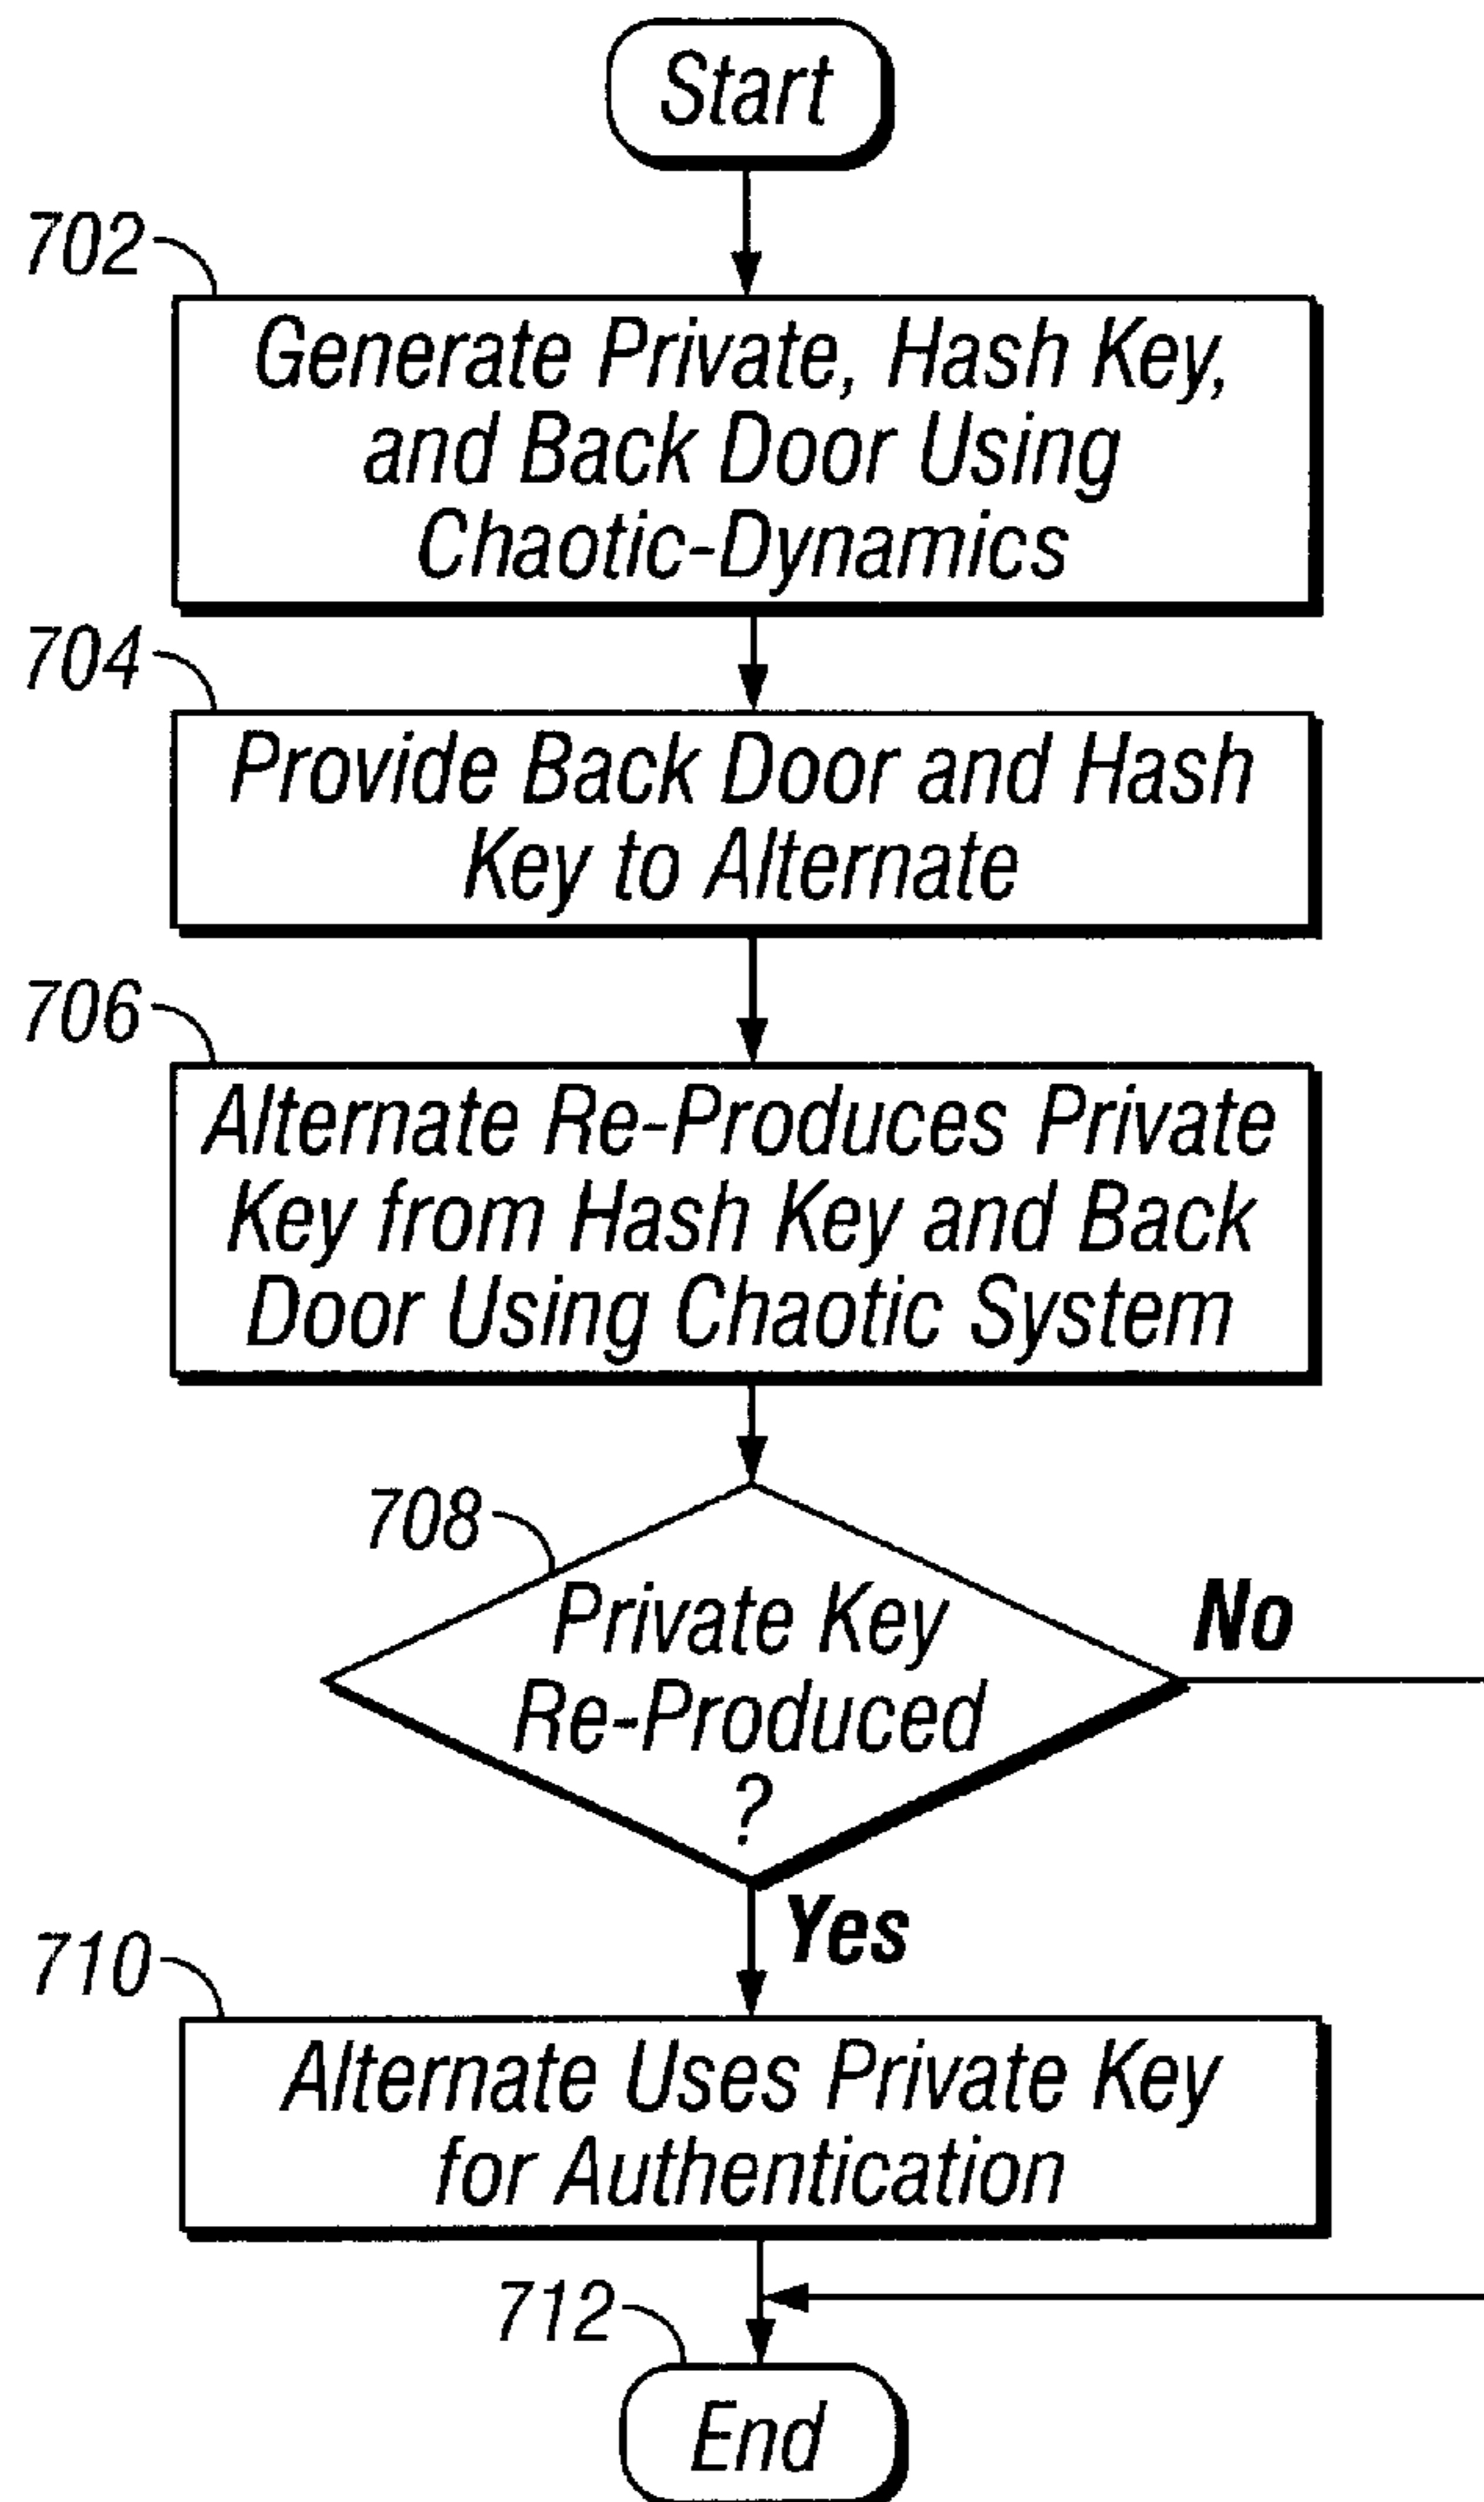 Start
702
Generate Private, Hash Key,
and Back Door Using
Chaotic-Dynamics
704
Provide Back Door and Hash
Key to Alternate
706
Alternate Re-Produces Private
Key from Hash Key and Back
Door Using Chaotic System
708
Private Key
Re-Produced
?
No
Yes
710
Alternate Uses Private Key
for Authentication
712
End